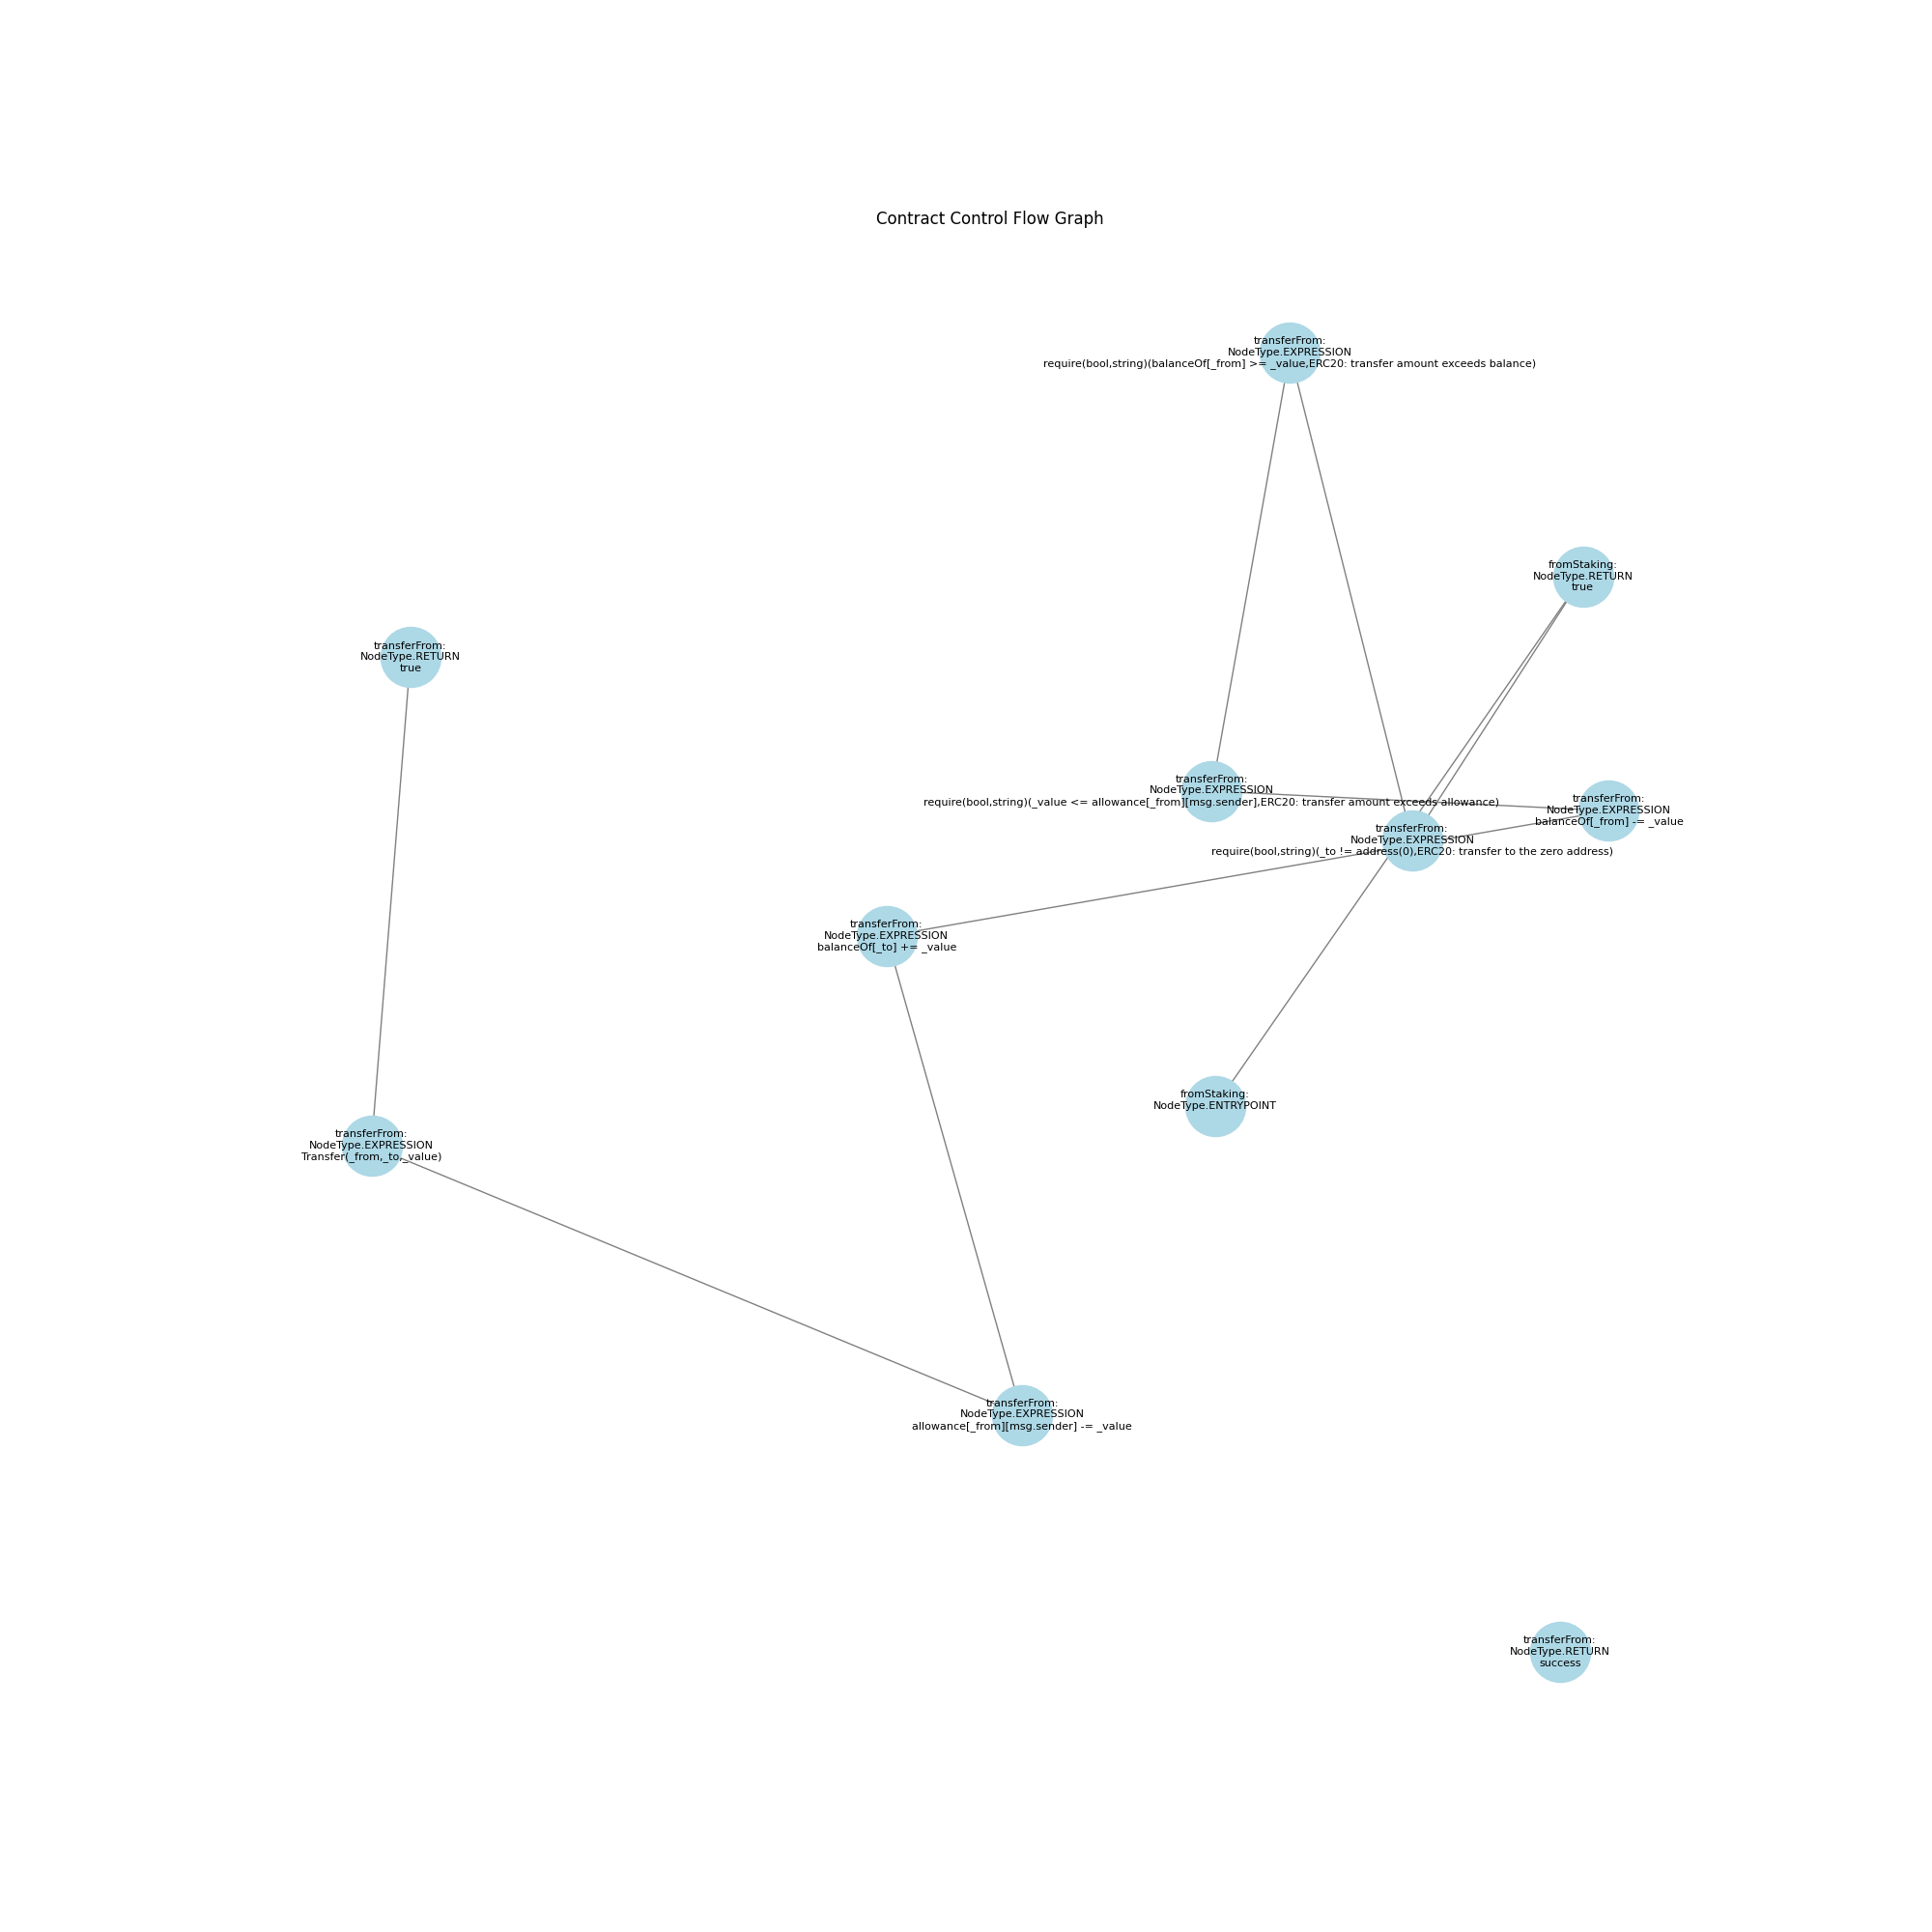 Contract Control Flow Graph
transferFrom:
NodeType.EXPRESSION
require(bool,string)(balanceOf[_from] >= _value,ERC20: transfer amount exceeds balance)
fromStaking:
NodeType.RETURN
true
transferFrom:
NodeType.RETURN
true
transferFrom:
NodeType.EXPRESSION
require(bool,string)(_value <= allowance[_from][msg.sender],ERC20: transfer amount exceeds allowance)
transferFrom:
NodeType.EXPRESSION
balanceOf[_from] -= _value
transferFrom:
NodeType.EXPRESSION
require(bool,string)(_to != address(0),ERC20: transfer to the zero address)
transferFrom:
NodeType.EXPRESSION
balanceOf[_to] += _value
fromStaking:
NodeType.ENTRYPOINT
transferFrom:
NodeType.EXPRESSION
Transfer(_from,_to,_value)
transferFrom:
NodeType.EXPRESSION
allowance[_from][msg.sender] -= _value
transferFrom:
NodeType.RETURN
success